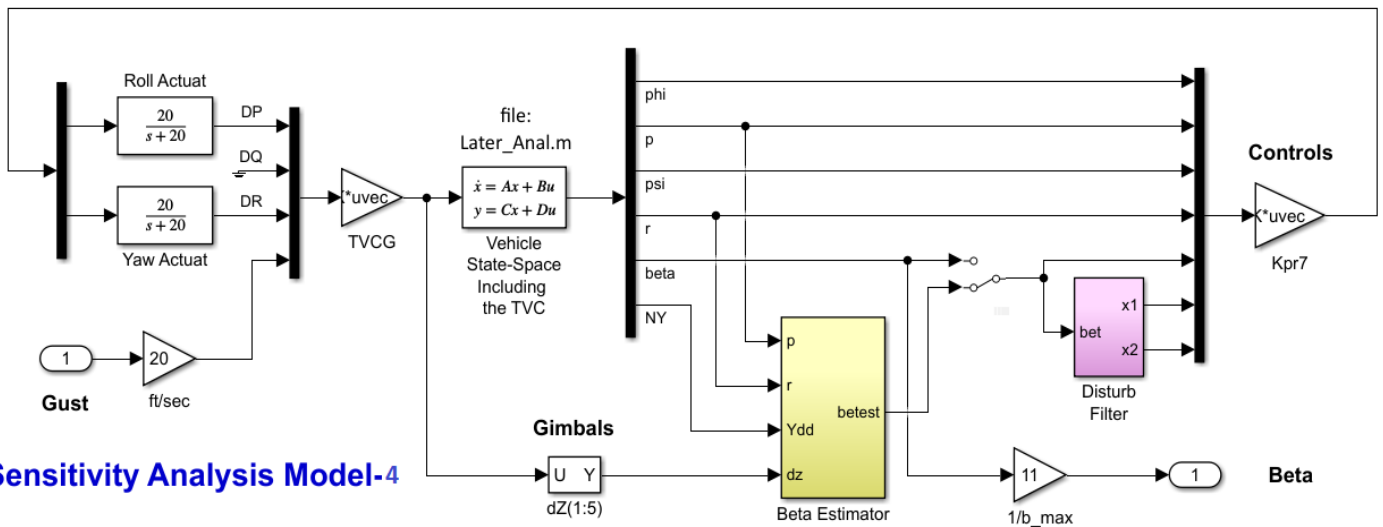 Roll Actuat
20
s + 20
DP
DQ
20
s + 20
DR
Yaw Actuat
*uvec
TVCG
file:
Later_Anal.m
ẋ = Ax + Bu
y = Cx + Du
Vehicle
State-Space
Including
the TVC
phi
p
psi
r
beta
NY
Controls
*uvec
Kpr7
bet
x1
x2
Disturb
Filter
1
20
Gust
ft/sec
p
r
Ydd
dz
betest
Beta Estimator
Gimbals
U Y
dZ(1:5)
11
1/b_max
1
Beta
Sensitivity Analysis Model-4